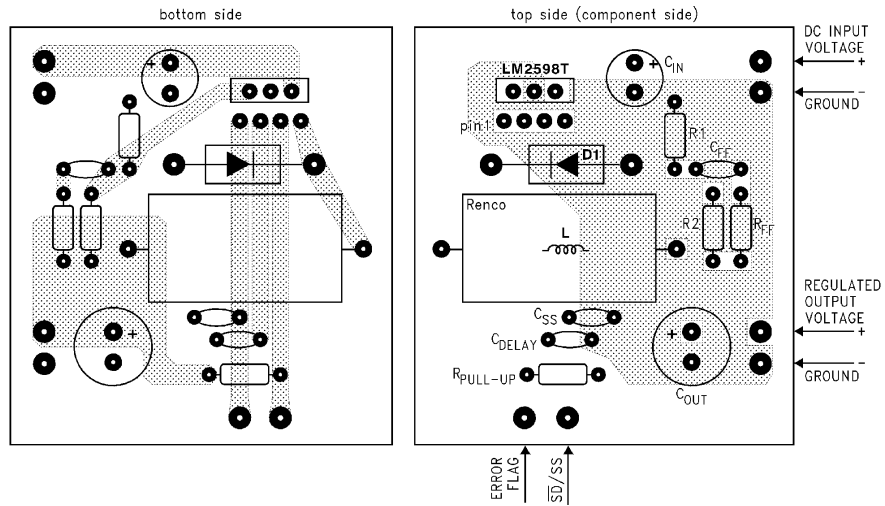 bottom side
top side (component side)
DC INPUT
VOLTAGE
+
−
GROUND
+
+
LM2598T
+
C_IN
pin1
R1
D1
C_FF
Renco
R2
R_FF
L
REGULATED
OUTPUT
VOLTAGE
+
−
GROUND
C_SS
+
C_DELAY
R_PULL-UP
C_OUT
ERROR
FLAG
S̅D̅/SS